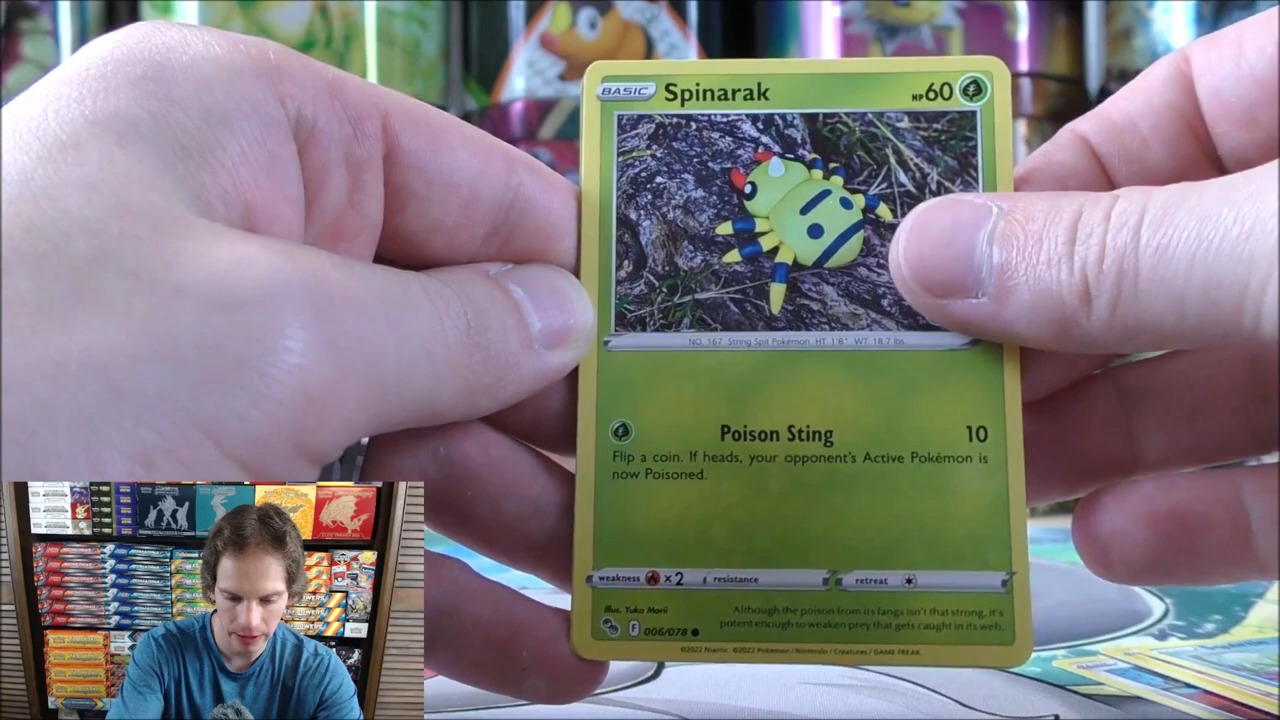 BASIC Spinarak HP60
NO. 167 String Spit Pokémon HT: 1'8" WT: 18.7 lbs.
Poison Sting 10
Flip a coin. If heads, your opponent's Active Pokémon is
now Poisoned.
weakness ×2 resistance retreat
Illus. Yuka Morii
Although the poison from its fangs isn't that strong, it's
potent enough to weaken prey that gets caught in its web.
F 006/078
©2022 Niantic. ©2022 Pokémon / Nintendo / Creatures / GAME FREAK.